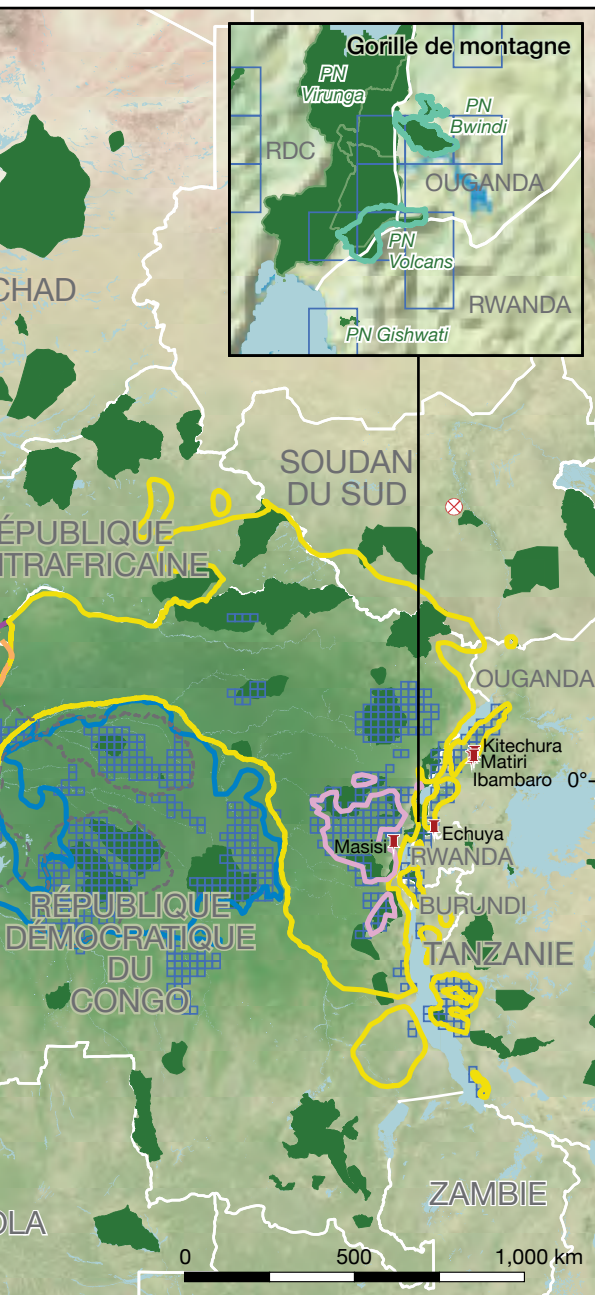 Gorille de montagne
PN
Virunga
PN
Bwindi
RDC
OUGANDA
PN
Volcans
RWANDA
PN Gishwati
CHAD
SOUDAN
DU SUD
ÉPUBLIQUE
NTRAFRICAINE
OUGANDA
Kitechura
Matiri
Ibambaro
0°
Echuya
Masisi
RWANDA
RÉPUBLIQUE
DÉMOCRATIQUE
DU
CONGO
BURUNDI
TANZANIE
ZAMBIE
OLA
0 500 1,000 km